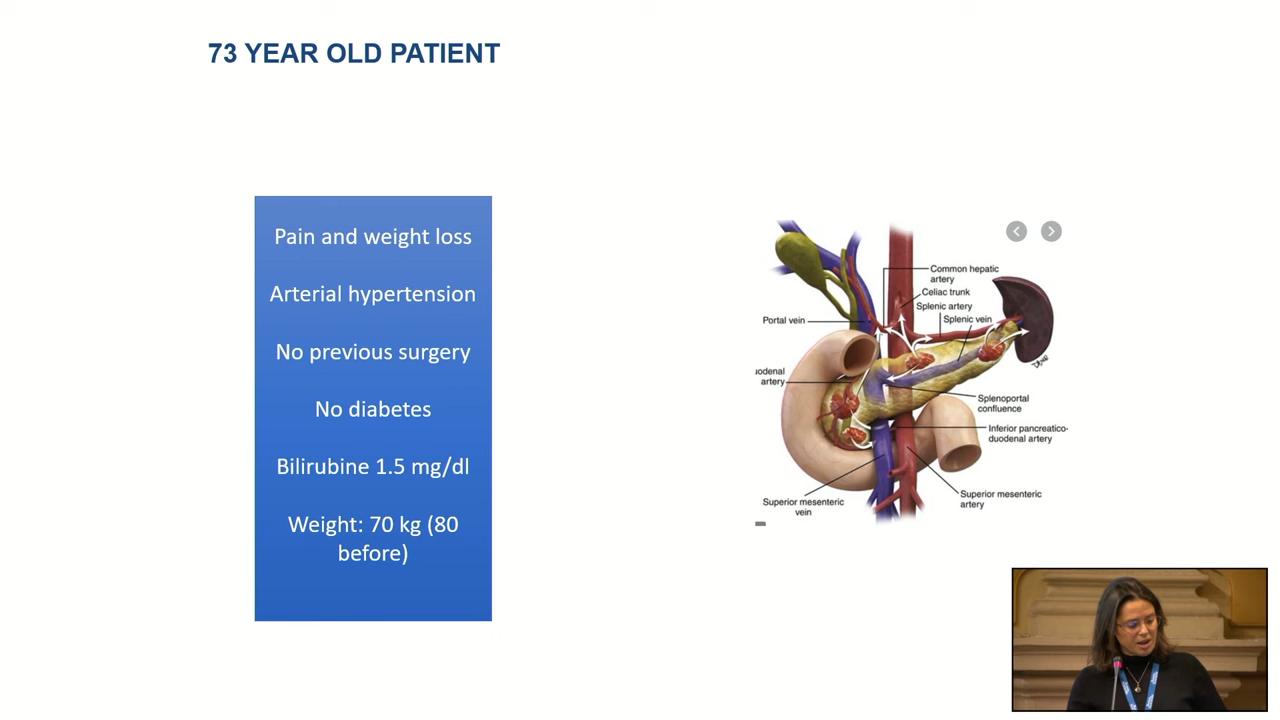 73 YEAR OLD PATIENT
Pain and weight loss
Arterial hypertension
No previous surgery
No diabetes
Bilirubine 1.5 mg/dl
Weight: 70 kg (80
before)
Common hepatic
artery
Celiac trunk
Splenic artery
Splenic vein
Portal vein
uodenal
artery
Splenoportal
confluence
Inferior pancreatico-
duodenal artery
Superior mesenteric
vein
Superior mesenteric
artery